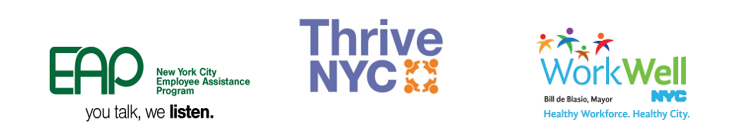 EAP
New York City
Employee Assistance
Program
you talk, we listen.
Thrive
NYC
WorkWell
Bill de Blasio, Mayor
NYC
Healthy Workforce. Healthy City.